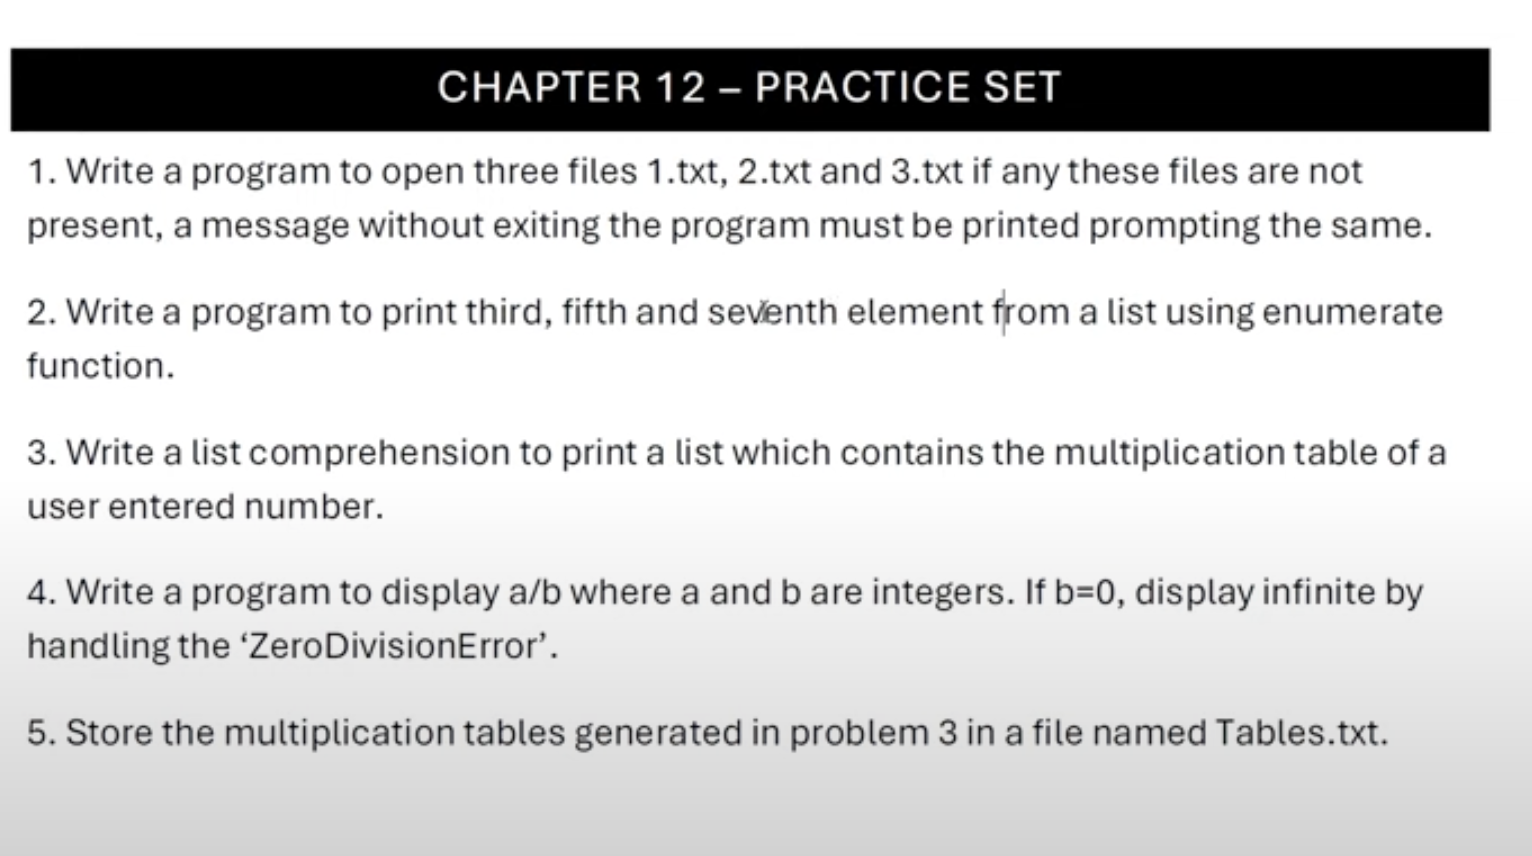 CHAPTER 12 – PRACTICE SET
1. Write a program to open three files 1.txt, 2.txt and 3.txt if any these files are not
present, a message without exiting the program must be printed prompting the same.
2. Write a program to print third, fifth and seventh element from a list using enumerate
function.
3. Write a list comprehension to print a list which contains the multiplication table of a
user entered number.
4. Write a program to display a/b where a and b are integers. If b=0, display infinite by
handling the ‘ZeroDivisionError’.
5. Store the multiplication tables generated in problem 3 in a file named Tables.txt.